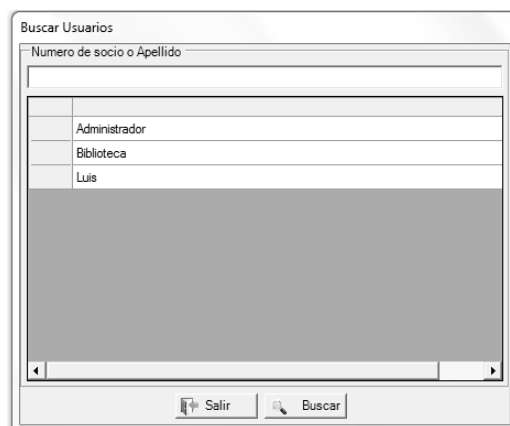 Buscar Usuarios
Numero de socio o Apellido
Administrador
Biblioteca
Luis
Salir Buscar